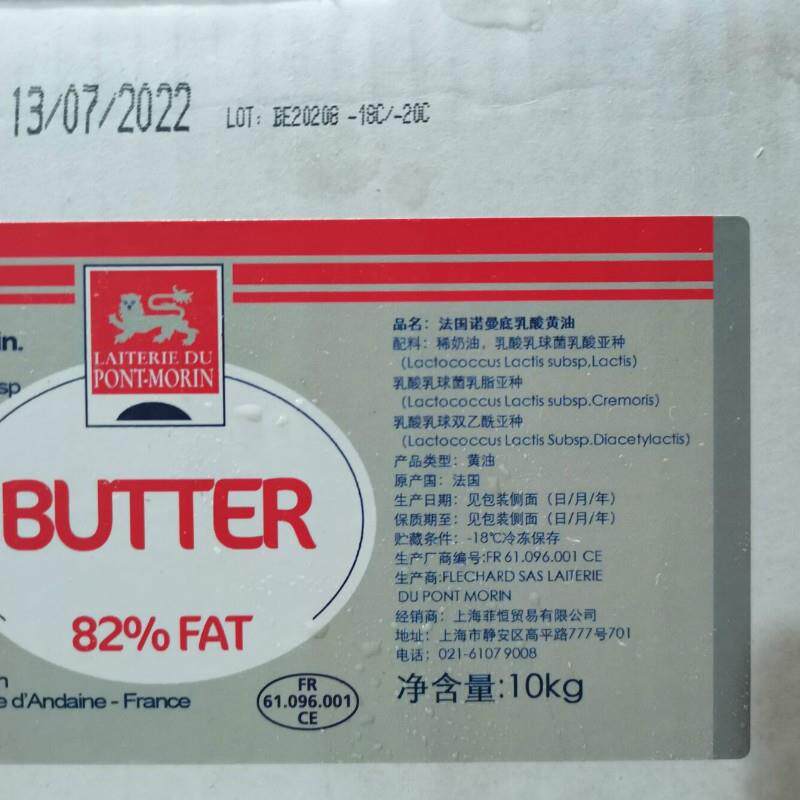 13/07/2022 LOT: BE20208 -18C/-20C
in.
sp
LAITERIE DU
PONT-MORIN
BUTTER
82% FAT
n
e d'Andaine - France
FR
61.096.001
CE
品名：法国诺曼底乳酸黄油
配料：稀奶油，乳酸乳球菌乳酸亚种
(Lactococcus Lactis subsp,Lactis)
乳酸乳球菌乳脂亚种
(Lactococcus Lactis subsp.Cremoris)
乳酸乳球双乙酰亚种
(Lactococcus Lactis Subsp.Diacetylactis)
产品类型：黄油
原产国：法国
生产日期：见包装侧面（日/月/年）
保质期至：见包装侧面（日/月/年）
贮藏条件：-18℃冷冻保存
生产厂商编号:FR 61.096.001 CE
生产商:FLECHARD SAS LAITERIE
DU PONT MORIN
经销商：上海菲恒贸易有限公司
地址：上海市静安区高平路777号701
电话：021-6107 9008
净含量:10kg